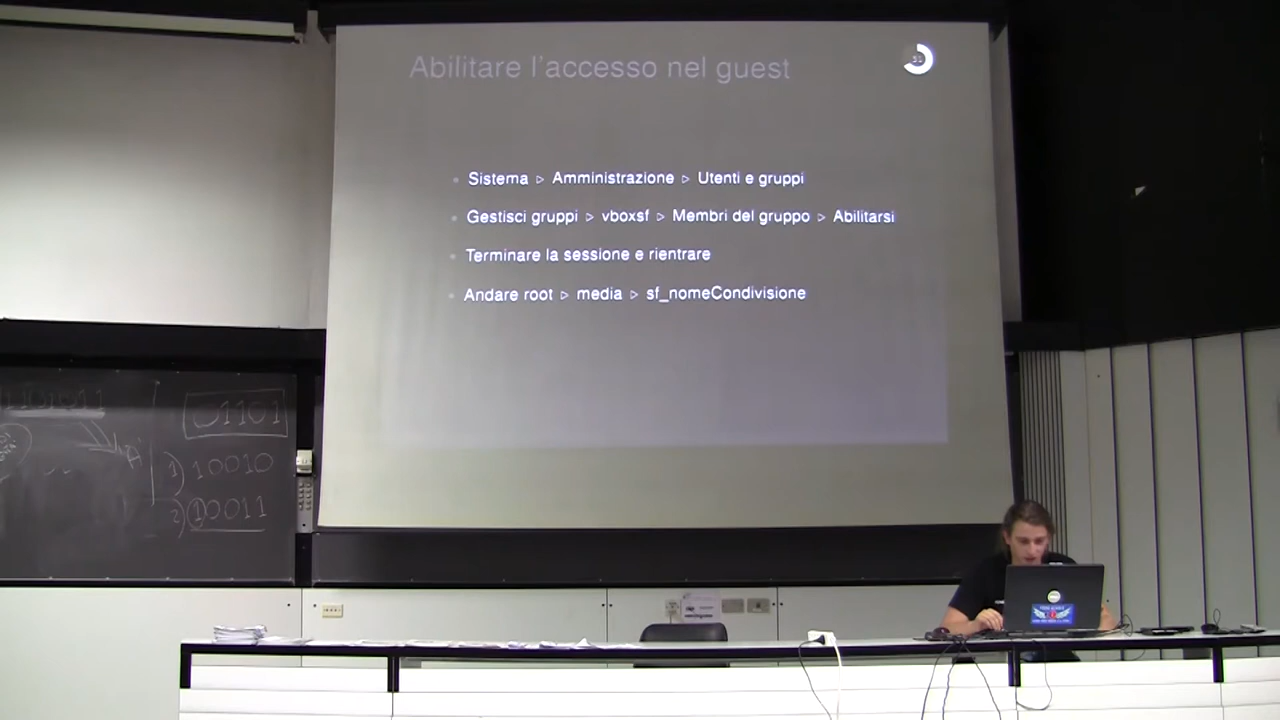 Abilitare l'accesso nel guest
Sistema ▹ Amministrazione ▹ Utenti e gruppi
Gestisci gruppi ▹ vboxsf ▹ Membri del gruppo ▹ Abilitarsi
Terminare la sessione e rientrare
Andare root ▹ media ▹ sf_nomeCondivisione
01101
1) 10010
2) 10011